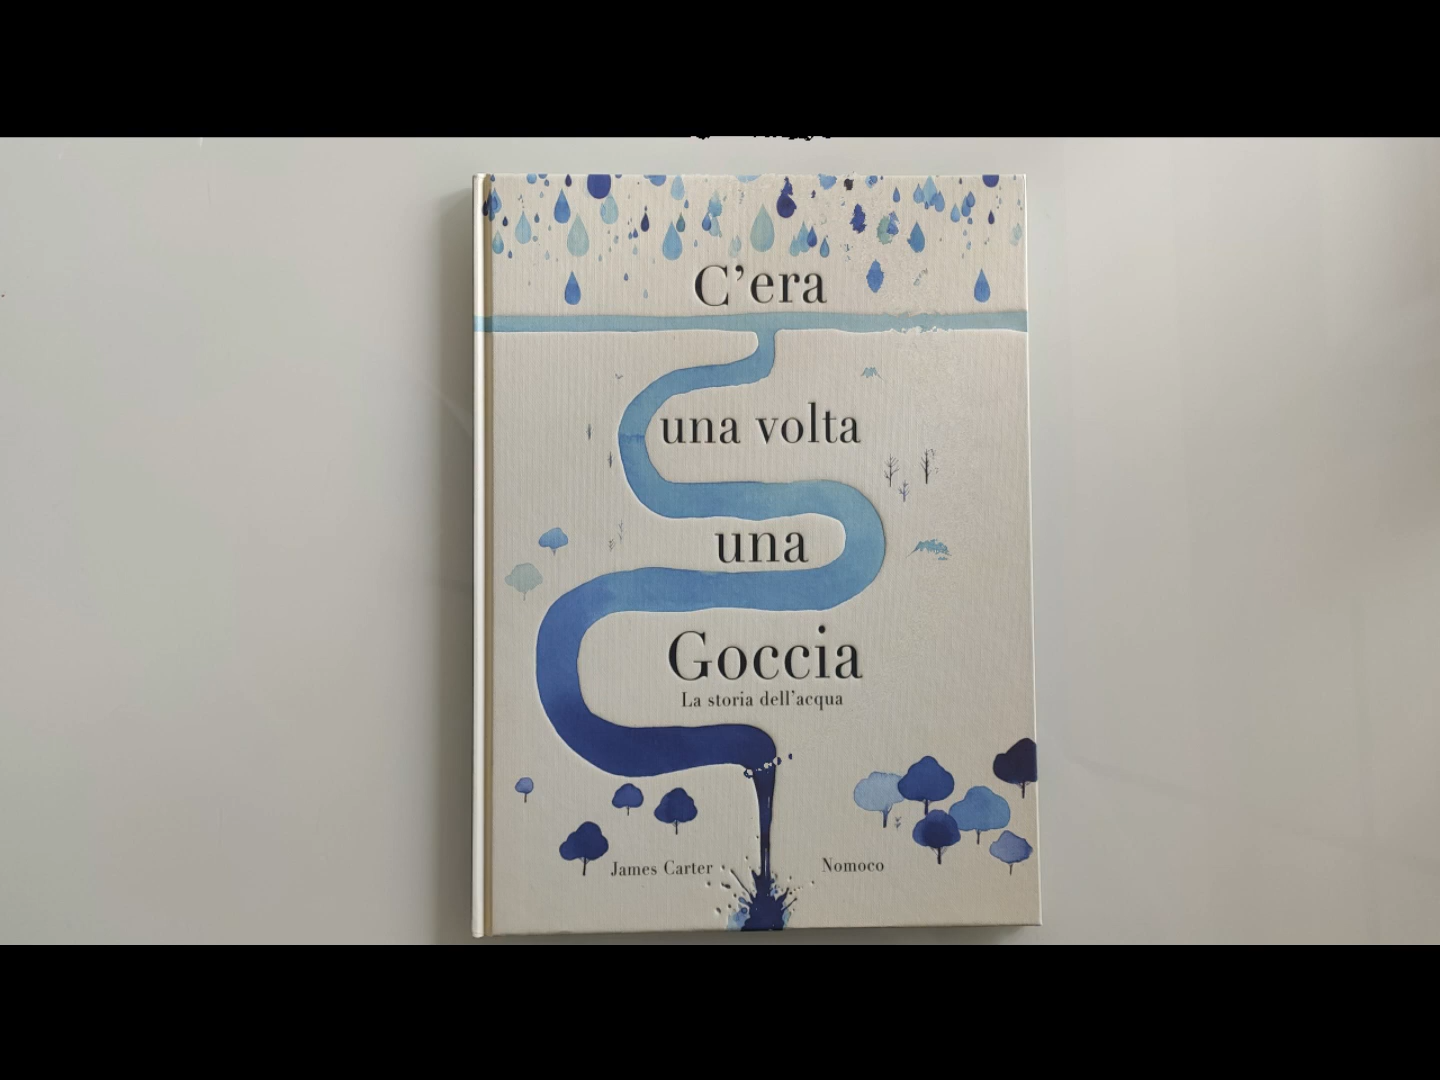 C'era
una volta
una
Goccia
La storia dell'acqua
James Carter
Nomoco